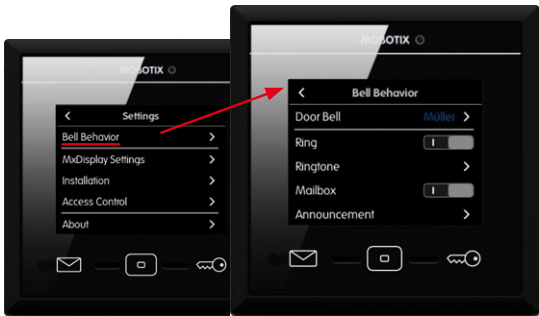 MOBOTIX
Settings
Bell Behavior
MxDisplay Settings
Installation
Access Control
About
MOBOTIX
Bell Behavior
Door Bell Müller
Ring
Ringtone
Mailbox
Announcement